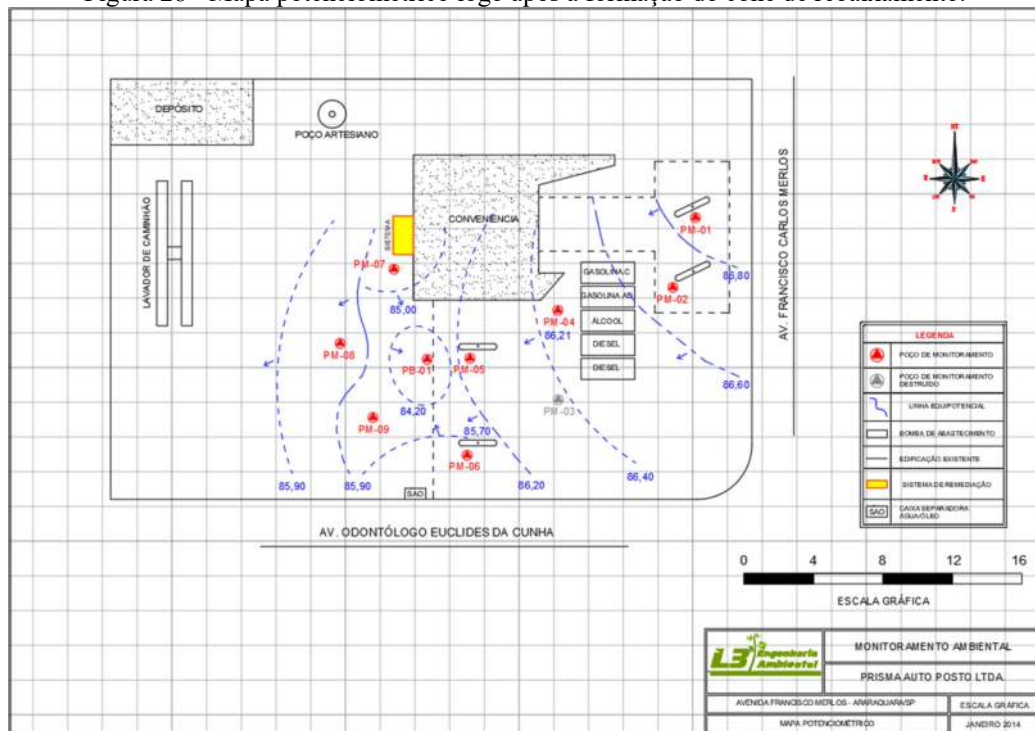 DEPÓSITO
POÇO ARTESIANO
LAVADOR DE CAMINHÃO
SISTEMA
CONVENIÊNCIA
PM-01
PM-07
GASOLINA C
86,80
PM-02
85,00
PM-04
86,21
ÁLCOOL
PM-08
PB-01
PM-05
DIESEL
DIESEL
86,60
84,20
PM-03
PM-09
85,70
PM-06
85,90
85,90
86,20
86,40
SAO
AV. FRANCISCO CARLOS MERLOS
AV. ODONTÓLOGO EUCLIDES DA CUNHA
LEGENDA
POÇO DE MONITORAMENTO
POÇO DE MONITORAMENTO
DESTRUÍDO
LINHA EQUIPOTENCIAL
BOMBA DE ABASTECIMENTO
EDIFICAÇÃO EXISTENTE
SISTEMA DE REMEDIAÇÃO
SAO
CAIXA SEPARADORA
ÁGUA/ÓLEO
0 4 8 12 16
ESCALA GRÁFICA
L3 Engenharia
Ambiental
MONITORAMENTO AMBIENTAL
PRISMA AUTO POSTO LTDA
AVENIDA FRANCISCO MERLOS - ARARAQUARA/SP
ESCALA GRÁFICA
MAPA POTENCIOMÉTRICO
JANEIRO 2014